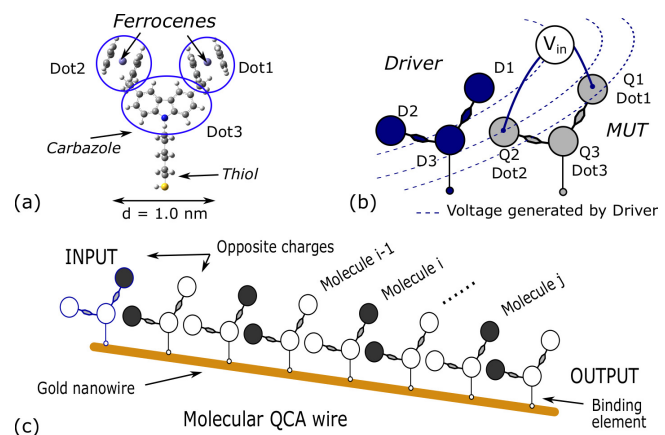 Ferrocenes
Dot2
Dot1
Dot3
Carbazole
Thiol
d = 1.0 nm
(a)
Driver
Vin
D1
D2
D3
Q1
Dot1
MUT
Q2
Dot2
Q3
Dot3
(b)
Voltage generated by Driver
INPUT
Opposite charges
Molecule i-1
Molecule i
......
Molecule j
Gold nanowire
OUTPUT
Binding
element
Molecular QCA wire
(c)